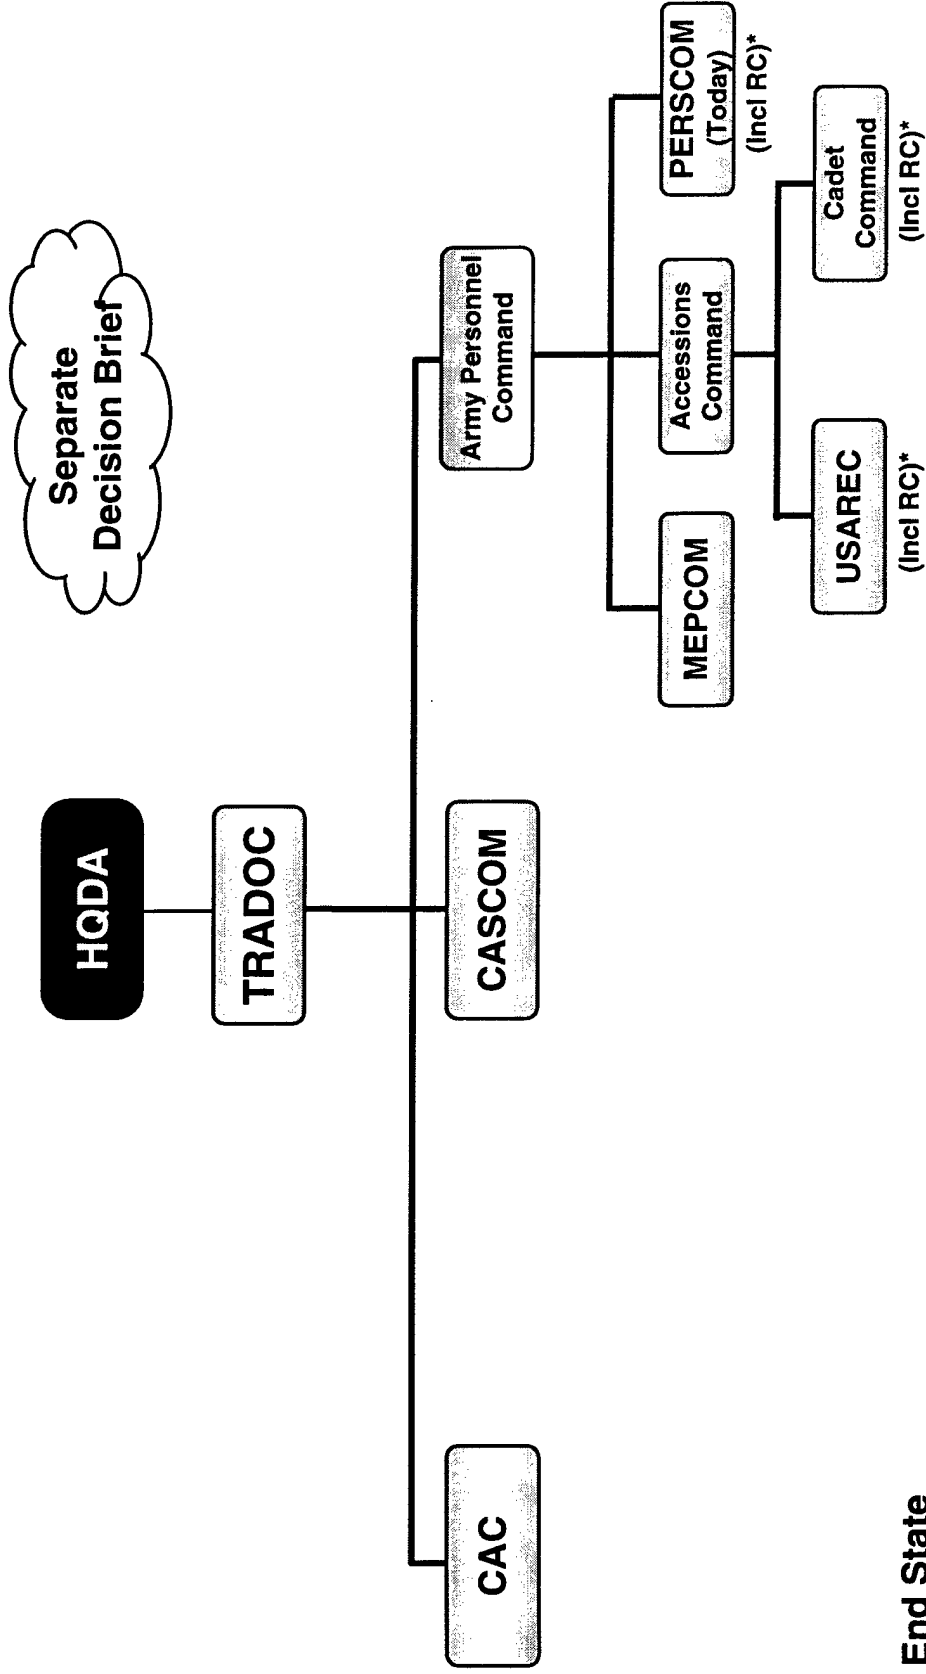 Separate
Decision Brief
HQDA
TRADOC
CAC
CASCOM
Army Personnel
Command
MEPCOM
Accessions
Command
PERSCOM
(Today)
(Incl RC)*
USAREC
(Incl RC)*
Cadet
Command
(Incl RC)*
End State